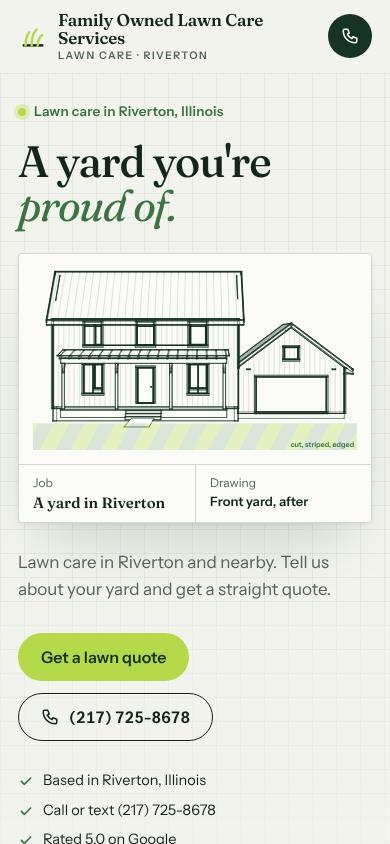 Family Owned Lawn Care
Services
LAWN CARE · RIVERTON
Lawn care in Riverton, Illinois
A yard you're
proud of.
cut, striped, edged
Job
A yard in Riverton
Drawing
Front yard, after
Lawn care in Riverton and nearby. Tell us
about your yard and get a straight quote.
Get a lawn quote
(217) 725-8678
Based in Riverton, Illinois
Call or text (217) 725-8678
Rated 5.0 on Google